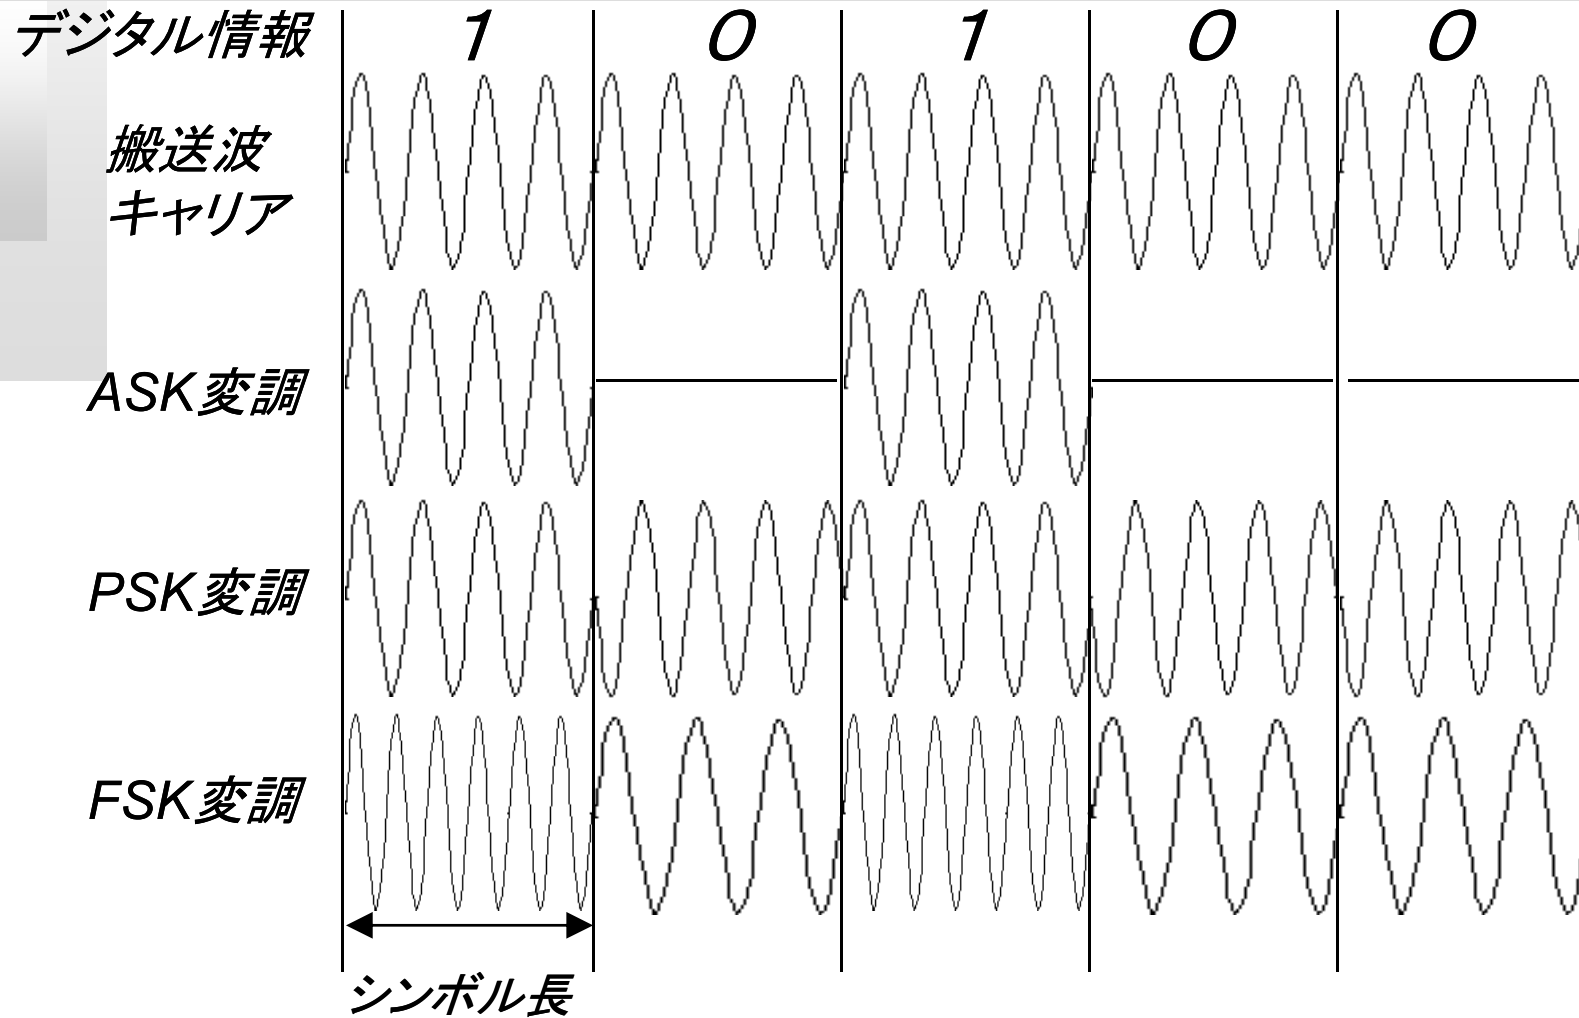 デジタル情報 1 0 1 0 0
搬送波
キャリア
ASK変調
PSK変調
FSK変調
シンボル長